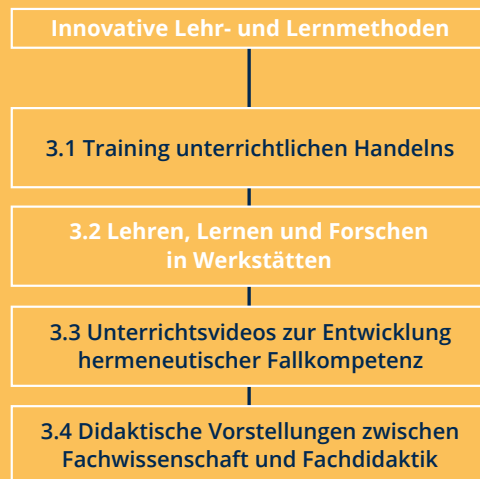 Innovative Lehr- und Lernmethoden
3.1 Training unterrichtlichen Handelns
3.2 Lehren, Lernen und Forschen
in Werkstätten
3.3 Unterrichtsvideos zur Entwicklung
hermeneutischer Fallkompetenz
3.4 Didaktische Vorstellungen zwischen
Fachwissenschaft und Fachdidaktik